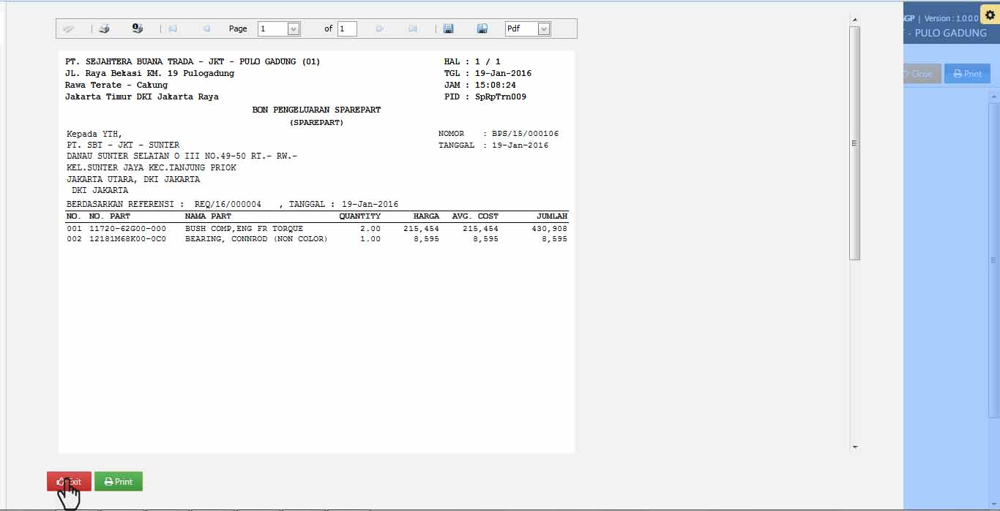 Page 1 of 1 Pdf
GP | Version : 1.0.0.0
- PULO GADUNG
Close Print
PT. SEJAHTERA BUANA TRADA - JKT - PULO GADUNG (01) HAL : 1 / 1
JL. Raya Bekasi KM. 19 Pulogadung TGL : 19-Jan-2016
Rawa Terate - Cakung JAM : 15:08:24
Jakarta Timur DKI Jakarta Raya PID : SpRpTrn009
BON PENGELUARAN SPAREPART
(SPAREPART)
Kepada YTH, NOMOR : BPS/15/000106
PT. SBT - JKT - SUNTER TANGGAL : 19-Jan-2016
DANAU SUNTER SELATAN O III NO.49-50 RT.- RW.-
KEL.SUNTER JAYA KEC.TANJUNG PRIOK
JAKARTA UTARA, DKI JAKARTA
DKI JAKARTA
BERDASARKAN REFERENSI : REQ/16/000004 , TANGGAL : 19-Jan-2016
NO. NO. PART NAMA PART QUANTITY HARGA AVG. COST JUMLAH
001 11720-62G00-000 BUSH COMP,ENG FR TORQUE 2.00 215,454 215,454 430,908
002 12181M68K00-0C0 BEARING, CONNROD (NON COLOR) 1.00 8,595 8,595 8,595
Exit Print